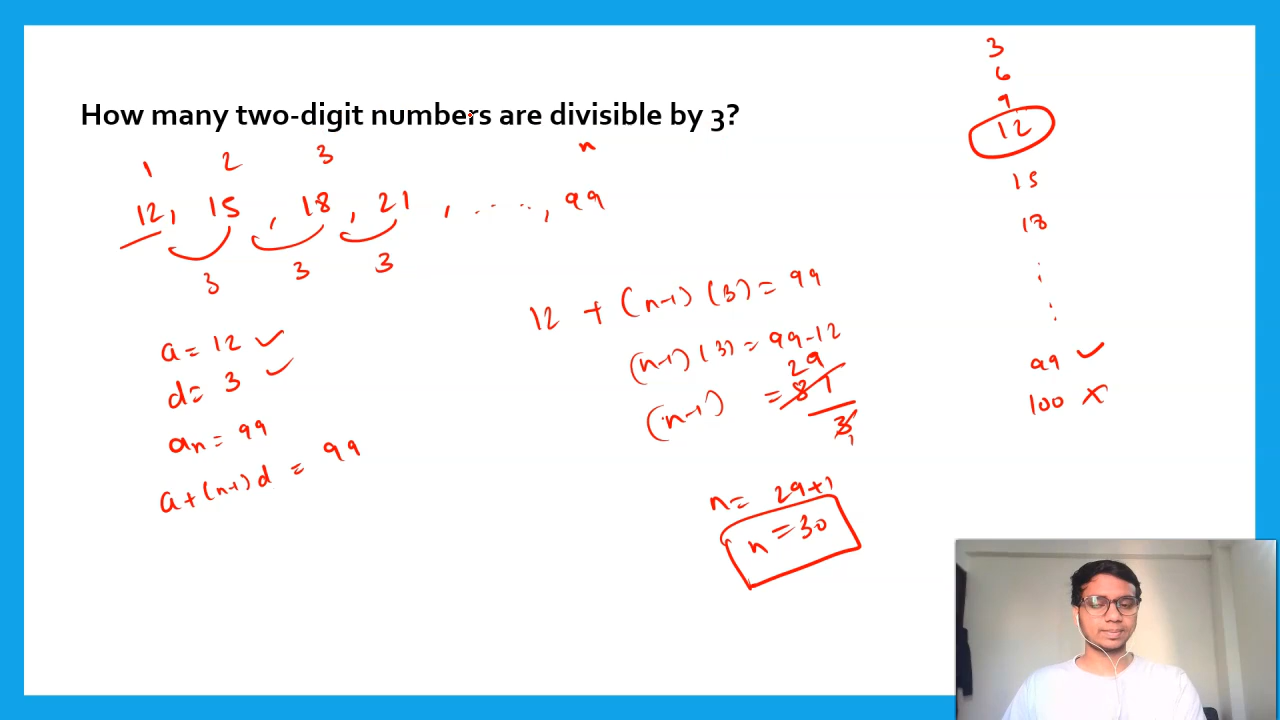 How many two-digit numbers are divisible by 3?
1 2 3 n
12, 15, 18, 21, ....., 99
3 3 3
a = 12 ✓
d = 3 ✓
an = 99
a + (n-1) d = 99
12 + (n-1) (3) = 99
(n-1) (3) = 99-12
29
(n-1) = 87
3
1
n = 29+1
n = 30
3
6
9
12
15
18
:
:
99 ✓
100 ×